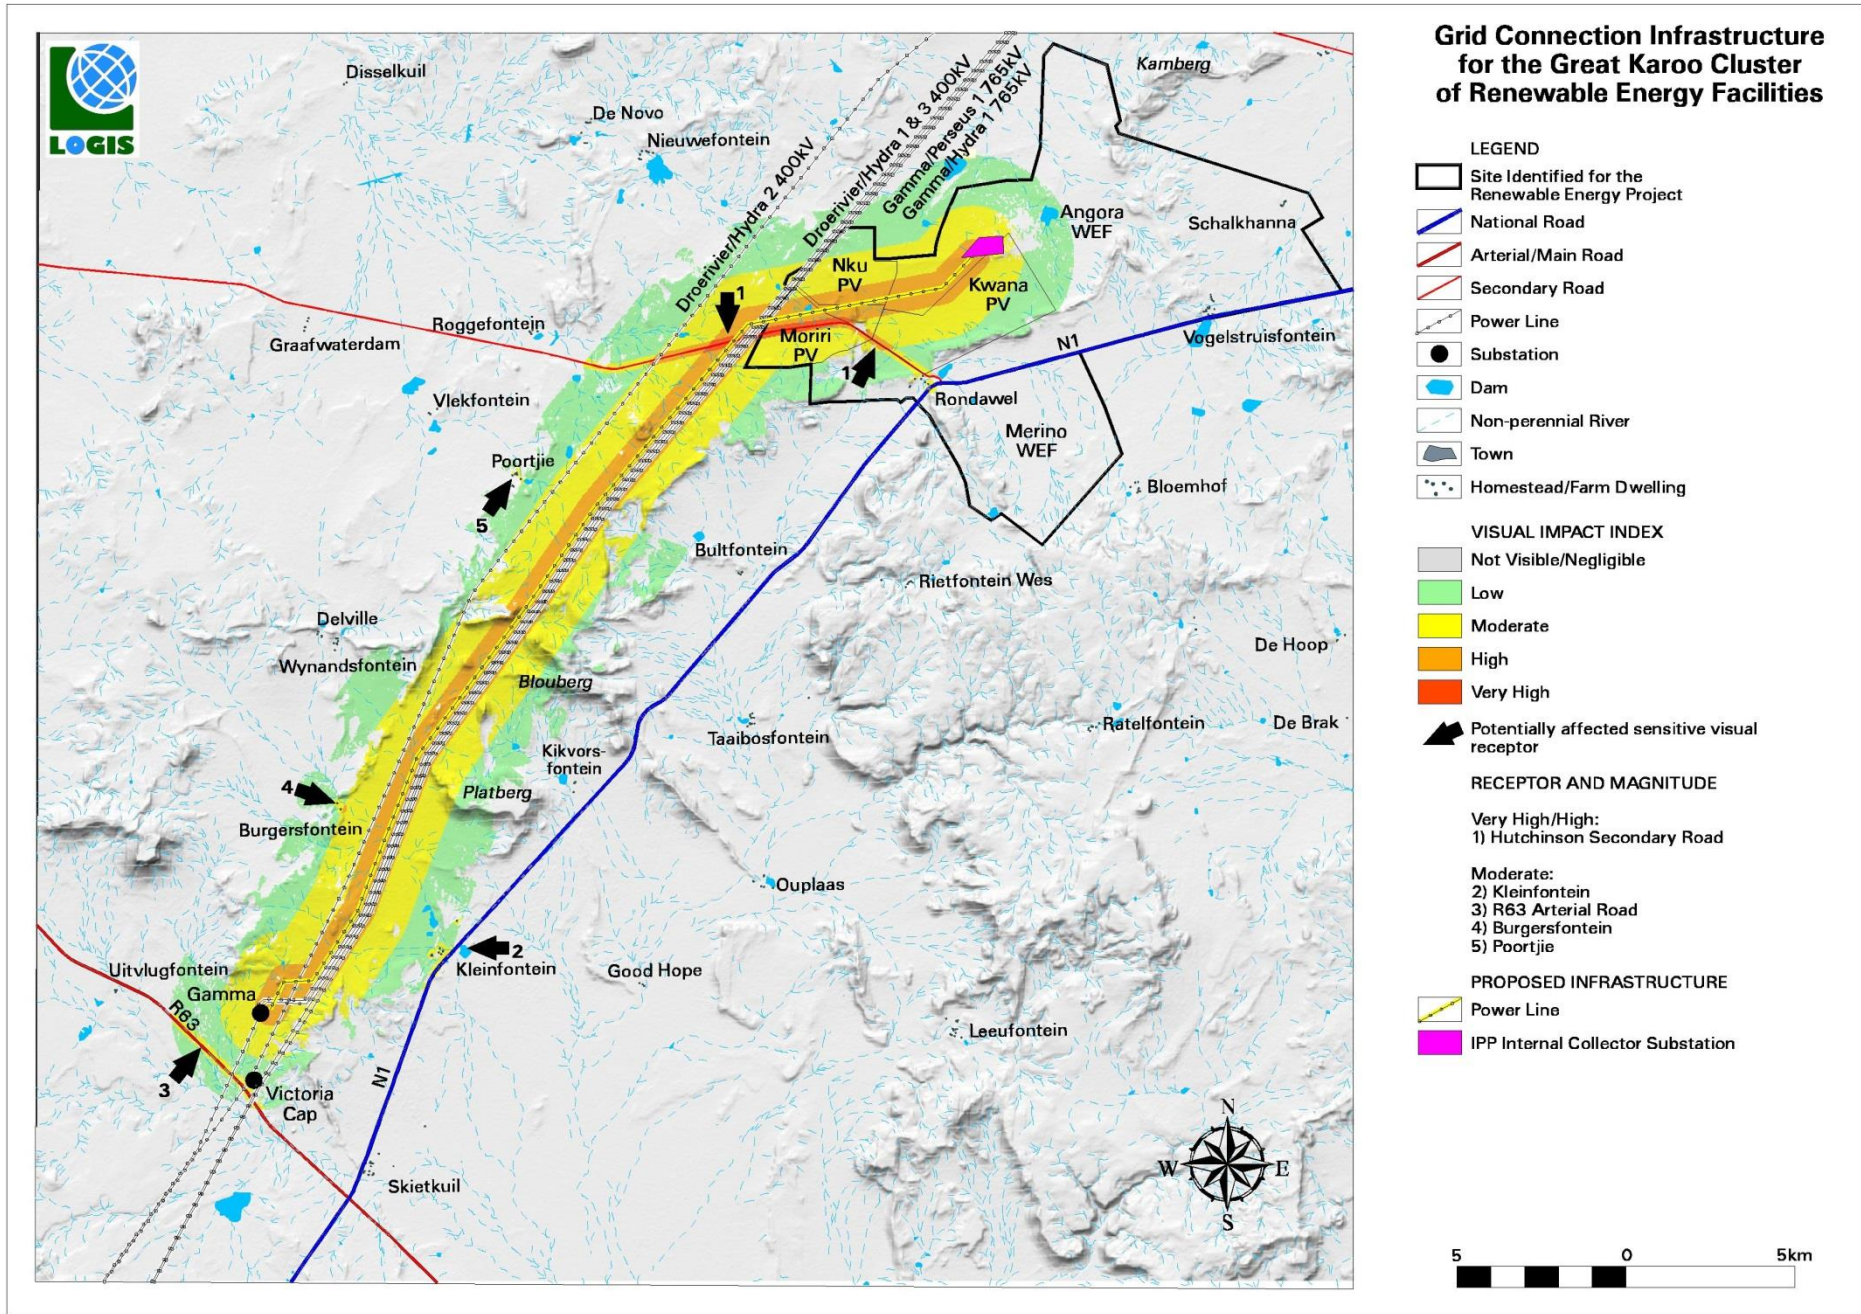 Grid Connection Infrastructure
for the Great Karoo Cluster
of Renewable Energy Facilities
LOGIS
Disselkuil
De Novo
Nieuwefontein
Kamberg
Droerivier/Hydra 2 400kV
Droerivier/Hydra 1 & 3 400kV
Gamma/Perseus 1 765kV
Gamma/Hydra 1 765kV
Angora
WEF
Schalkhanna
Nku
PV
Kwana
PV
1
Roggefontein
Graafwaterdam
Moriri
PV
1
N1
Vogelstruisfontein
Vlekfontein
Rondawel
Merino
WEF
Poortjie
5
Bloemhof
Bultfontein
Rietfontein Wes
Delville
Wynandsfontein
De Hoop
Blouberg
Ratelfontein
De Brak
Taaibosfontein
Kikvors-
fontein
4
Platberg
Burgersfontein
Ouplaas
2
Kleinfontein
Uitvlugfontein
Good Hope
Gamma
R63
Leeufontein
3
N1
Victoria
Cap
Skietkuil
N
W
E
S
LEGEND
Site Identified for the
Renewable Energy Project
National Road
Arterial/Main Road
Secondary Road
Power Line
Substation
Dam
Non-perennial River
Town
Homestead/Farm Dwelling
VISUAL IMPACT INDEX
Not Visible/Negligible
Low
Moderate
High
Very High
Potentially affected sensitive visual
receptor
RECEPTOR AND MAGNITUDE
Very High/High:
1) Hutchinson Secondary Road
Moderate:
2) Kleinfontein
3) R63 Arterial Road
4) Burgersfontein
5) Poortjie
PROPOSED INFRASTRUCTURE
Power Line
IPP Internal Collector Substation
5 0 5km